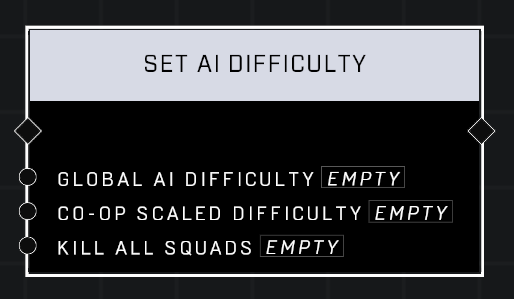 SET AI DIFFICULTY
GLOBAL AI DIFFICULTY EMPTY
CO-OP SCALED DIFFICULTY EMPTY
KILL ALL SQUADS EMPTY